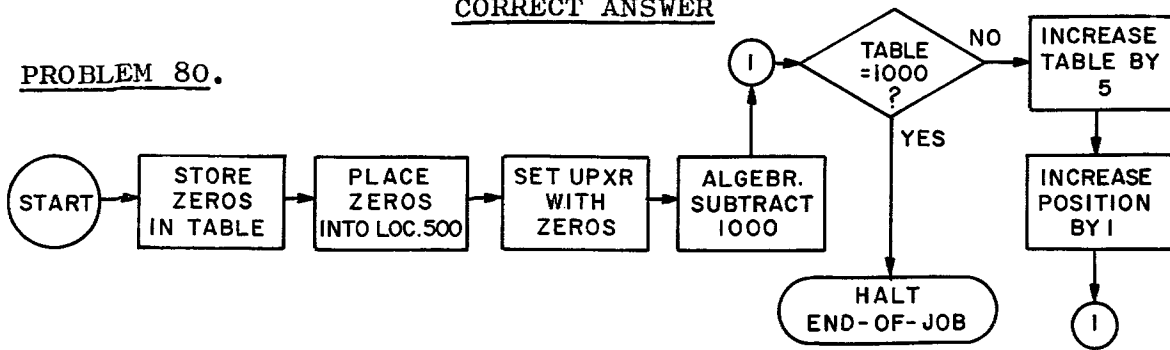 CORRECT ANSWER
PROBLEM 80.
START
STORE
ZEROS
IN TABLE
PLACE
ZEROS
INTO LOC.500
SET UPXR
WITH
ZEROS
ALGEBR.
SUBTRACT
1000
1
TABLE
=1000
?
NO
YES
INCREASE
TABLE BY
5
INCREASE
POSITION
BY 1
1
HALT
END-OF-JOB